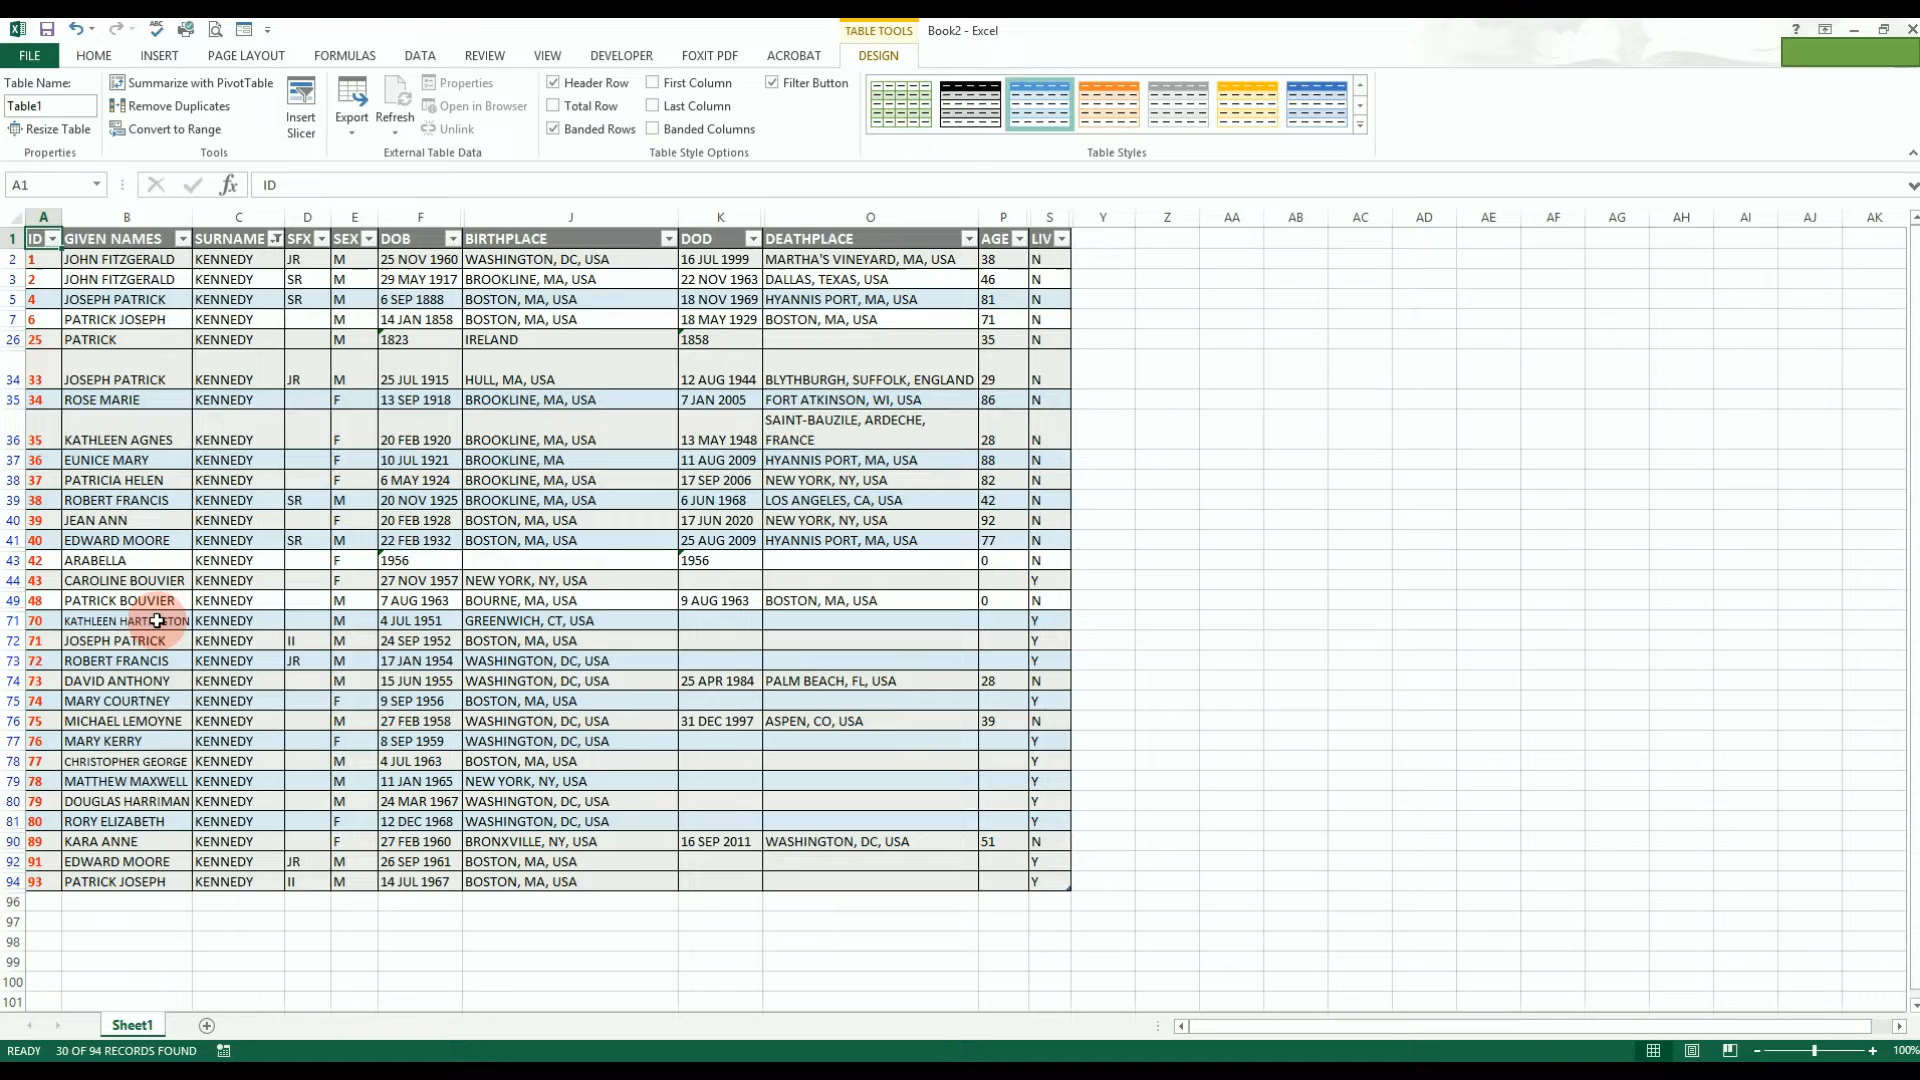 Book2 - Excel
TABLE TOOLS
FILE HOME INSERT PAGE LAYOUT FORMULAS DATA REVIEW VIEW DEVELOPER FOXIT PDF ACROBAT DESIGN
Table Name:
Table1
Resize Table
Properties
Summarize with PivotTable
Remove Duplicates
Convert to Range
Tools
Insert Slicer
Export
Refresh
Properties
Open in Browser
Unlink
External Table Data
Header Row First Column Filter Button
Total Row Last Column
Banded Rows Banded Columns
Table Style Options
Table Styles
A1 fx ID
A B C D E F J K O P S Y Z AA AB AC AD AE AF AG AH AI AJ AK
1 ID GIVEN NAMES SURNAME SFX SEX DOB BIRTHPLACE DOD DEATHPLACE AGE LIV
2 1 JOHN FITZGERALD KENNEDY JR M 25 NOV 1960 WASHINGTON, DC, USA 16 JUL 1999 MARTHA'S VINEYARD, MA, USA 38 N
3 2 JOHN FITZGERALD KENNEDY SR M 29 MAY 1917 BROOKLINE, MA, USA 22 NOV 1963 DALLAS, TEXAS, USA 46 N
5 4 JOSEPH PATRICK KENNEDY SR M 6 SEP 1888 BOSTON, MA, USA 18 NOV 1969 HYANNIS PORT, MA, USA 81 N
7 6 PATRICK JOSEPH KENNEDY M 14 JAN 1858 BOSTON, MA, USA 18 MAY 1929 BOSTON, MA, USA 71 N
26 25 PATRICK KENNEDY M 1823 IRELAND 1858 35 N
34 33 JOSEPH PATRICK KENNEDY JR M 25 JUL 1915 HULL, MA, USA 12 AUG 1944 BLYTHBURGH, SUFFOLK, ENGLAND 29 N
35 34 ROSE MARIE KENNEDY F 13 SEP 1918 BROOKLINE, MA, USA 7 JAN 2005 FORT ATKINSON, WI, USA 86 N
36 35 KATHLEEN AGNES KENNEDY F 20 FEB 1920 BROOKLINE, MA, USA 13 MAY 1948 SAINT-BAUZILE, ARDECHE, FRANCE 28 N
37 36 EUNICE MARY KENNEDY F 10 JUL 1921 BROOKLINE, MA 11 AUG 2009 HYANNIS PORT, MA, USA 88 N
38 37 PATRICIA HELEN KENNEDY F 6 MAY 1924 BROOKLINE, MA, USA 17 SEP 2006 NEW YORK, NY, USA 82 N
39 38 ROBERT FRANCIS KENNEDY SR M 20 NOV 1925 BROOKLINE, MA, USA 6 JUN 1968 LOS ANGELES, CA, USA 42 N
40 39 JEAN ANN KENNEDY F 20 FEB 1928 BOSTON, MA, USA 17 JUN 2020 NEW YORK, NY, USA 92 N
41 40 EDWARD MOORE KENNEDY SR M 22 FEB 1932 BOSTON, MA, USA 25 AUG 2009 HYANNIS PORT, MA, USA 77 N
43 42 ARABELLA KENNEDY F 1956 1956 0 N
44 43 CAROLINE BOUVIER KENNEDY F 27 NOV 1957 NEW YORK, NY, USA Y
49 48 PATRICK BOUVIER KENNEDY M 7 AUG 1963 BOURNE, MA, USA 9 AUG 1963 BOSTON, MA, USA 0 N
71 70 KATHLEEN HARTINGTON KENNEDY F 4 JUL 1951 GREENWICH, CT, USA Y
72 71 JOSEPH PATRICK KENNEDY II M 24 SEP 1952 BOSTON, MA, USA Y
73 72 ROBERT FRANCIS KENNEDY JR M 17 JAN 1954 WASHINGTON, DC, USA Y
74 73 DAVID ANTHONY KENNEDY M 15 JUN 1955 WASHINGTON, DC, USA 25 APR 1984 PALM BEACH, FL, USA 28 N
75 74 MARY COURTNEY KENNEDY F 9 SEP 1956 BOSTON, MA, USA Y
76 75 MICHAEL LEMOYNE KENNEDY M 27 FEB 1958 WASHINGTON, DC, USA 31 DEC 1997 ASPEN, CO, USA 39 N
77 76 MARY KERRY KENNEDY F 8 SEP 1959 WASHINGTON, DC, USA Y
78 77 CHRISTOPHER GEORGE KENNEDY M 4 JUL 1963 BOSTON, MA, USA Y
79 78 MATTHEW MAXWELL KENNEDY M 11 JAN 1965 NEW YORK, NY, USA Y
80 79 DOUGLAS HARRIMAN KENNEDY M 24 MAR 1967 WASHINGTON, DC, USA Y
81 80 RORY ELIZABETH KENNEDY F 12 DEC 1968 WASHINGTON, DC, USA Y
90 89 KARA ANNE KENNEDY F 27 FEB 1960 BRONXVILLE, NY, USA 16 SEP 2011 WASHINGTON, DC, USA 51 N
92 91 EDWARD MOORE KENNEDY JR M 26 SEP 1961 BOSTON, MA, USA Y
94 93 PATRICK JOSEPH KENNEDY II M 14 JUL 1967 BOSTON, MA, USA Y
96
97
98
99
100
101
Sheet1
READY 30 OF 94 RECORDS FOUND 100%